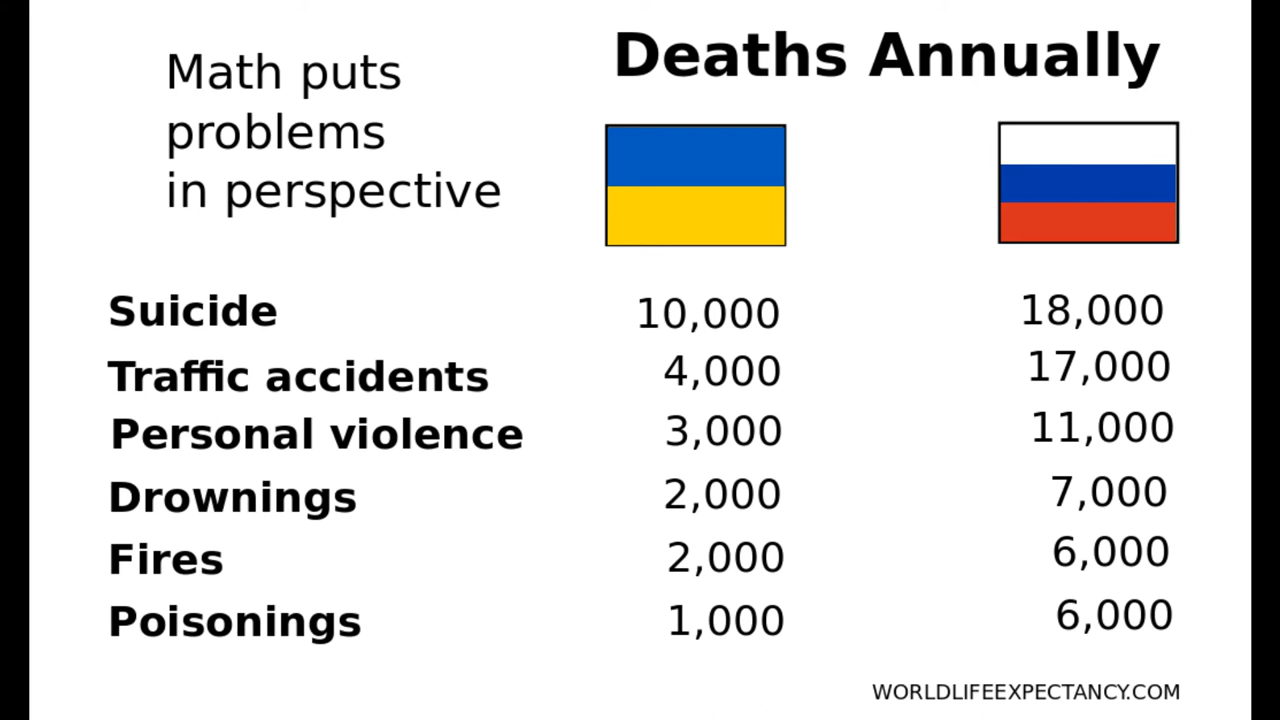 Math puts
problems
in perspective
Deaths Annually
Suicide 10,000 18,000
Traffic accidents 4,000 17,000
Personal violence 3,000 11,000
Drownings 2,000 7,000
Fires 2,000 6,000
Poisonings 1,000 6,000
WORLDLIFEEXPECTANCY.COM